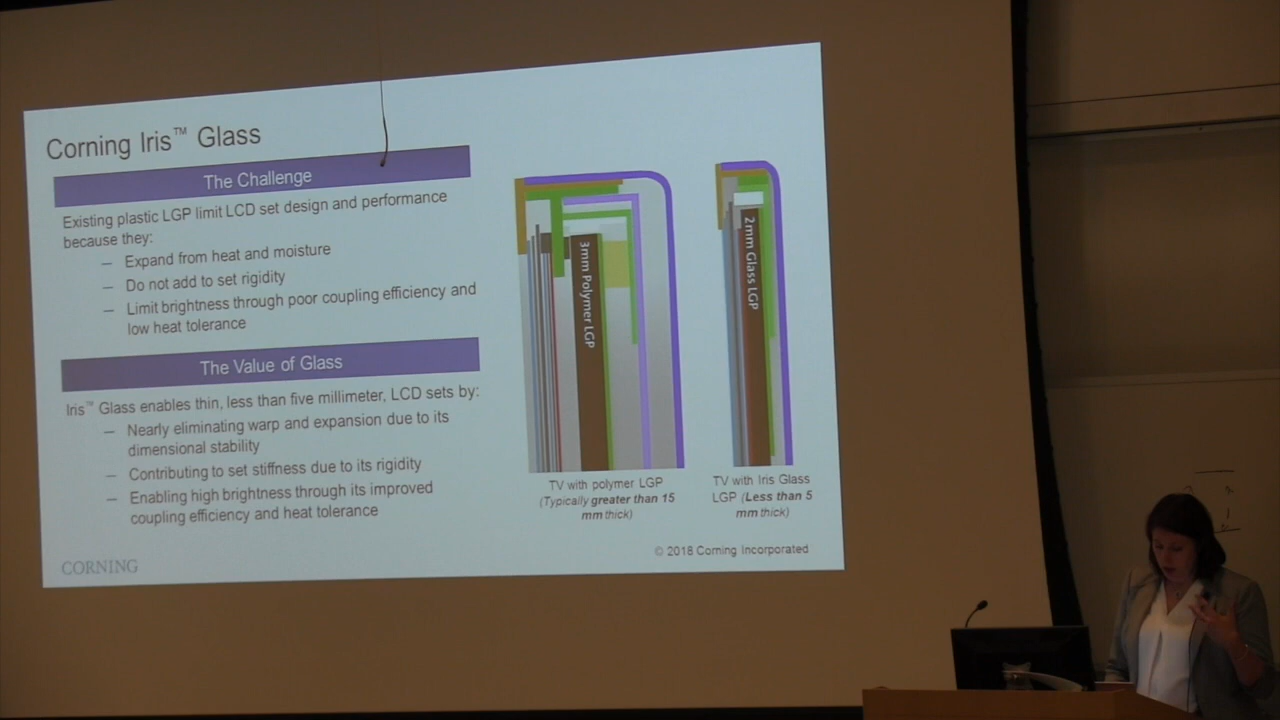 Corning Iris™ Glass
The Challenge
Existing plastic LGP limit LCD set design and performance
because they:
– Expand from heat and moisture
– Do not add to set rigidity
– Limit brightness through poor coupling efficiency and
low heat tolerance
The Value of Glass
Iris™ Glass enables thin, less than five millimeter, LCD sets by:
– Nearly eliminating warp and expansion due to its
dimensional stability
– Contributing to set stiffness due to its rigidity
– Enabling high brightness through its improved
coupling efficiency and heat tolerance
3mm Polymer LGP
TV with polymer LGP
(Typically greater than 15
mm thick)
2mm Glass LGP
TV with Iris Glass
LGP (Less than 5
mm thick)
CORNING
© 2018 Corning Incorporated